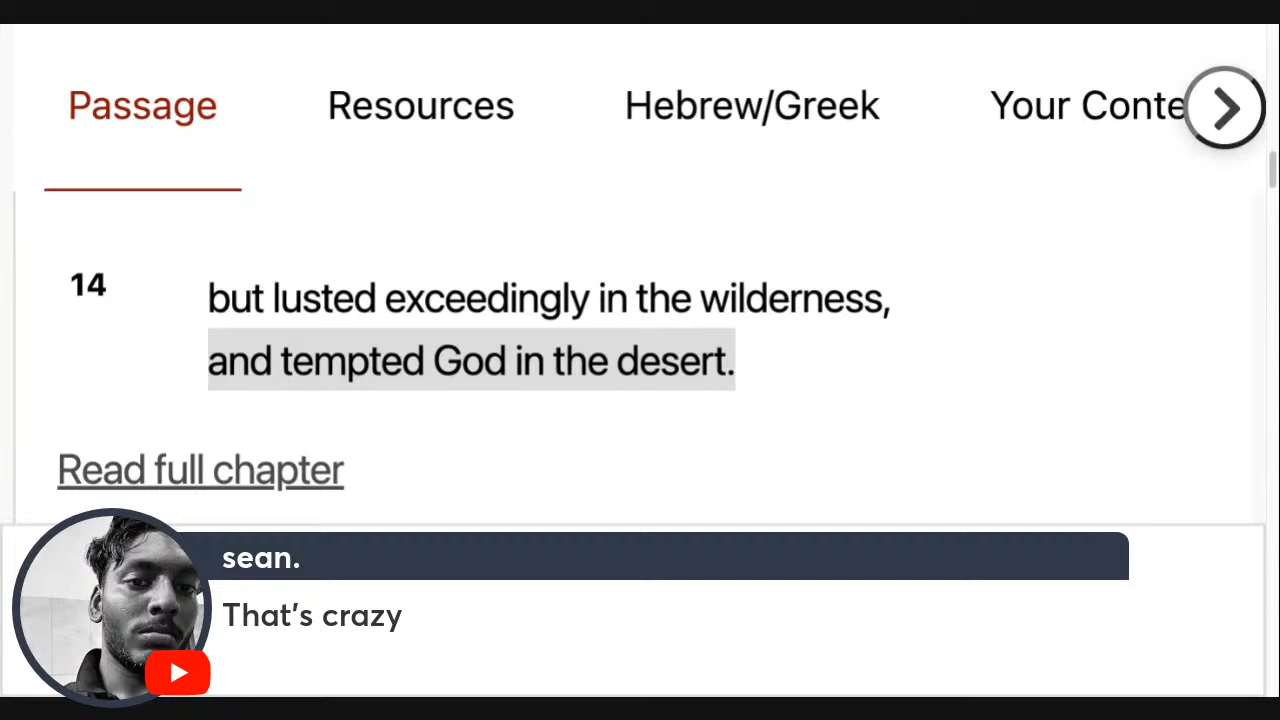 Passage Resources Hebrew/Greek Your Conte
14 but lusted exceedingly in the wilderness,
and tempted God in the desert.
Read full chapter
sean.
That's crazy